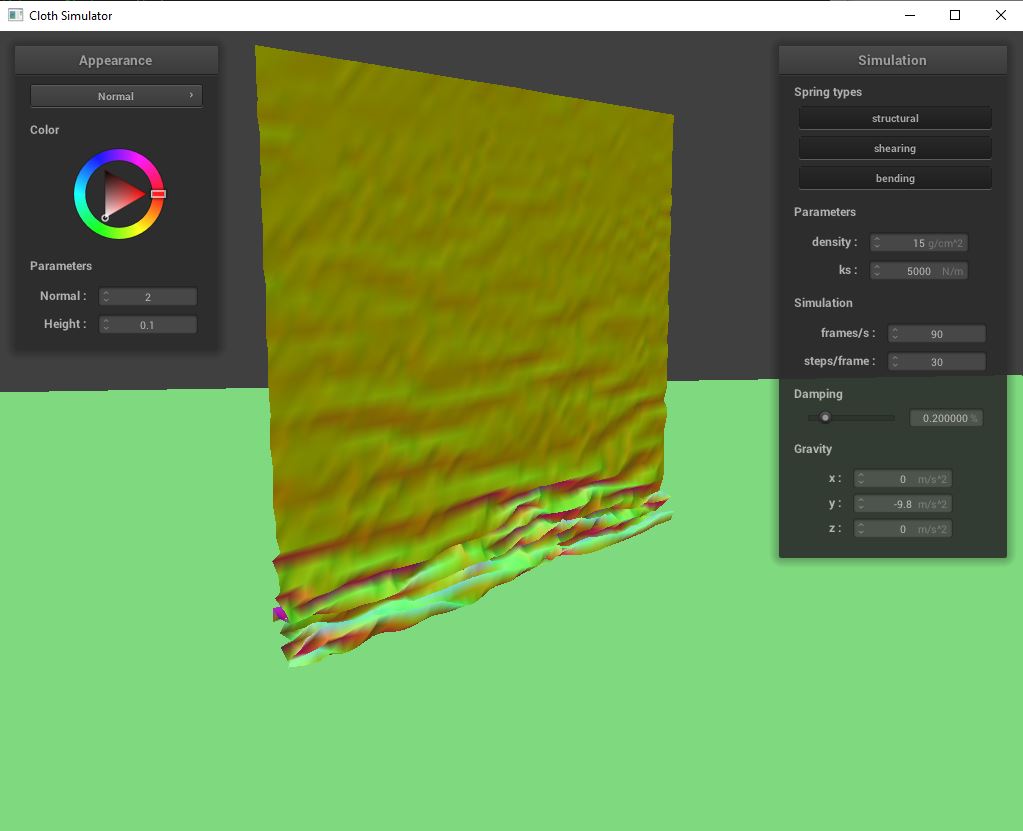 Cloth Simulator
Appearance
Normal
Color
Parameters
Normal : 2
Height : 0.1
Simulation
Spring types
structural
shearing
bending
Parameters
density : 15 g/cm^2
ks : 5000 N/m
Simulation
frames/s : 90
steps/frame : 30
Damping
0.200000 %
Gravity
x : 0 m/s^2
y : -9.8 m/s^2
z : 0 m/s^2